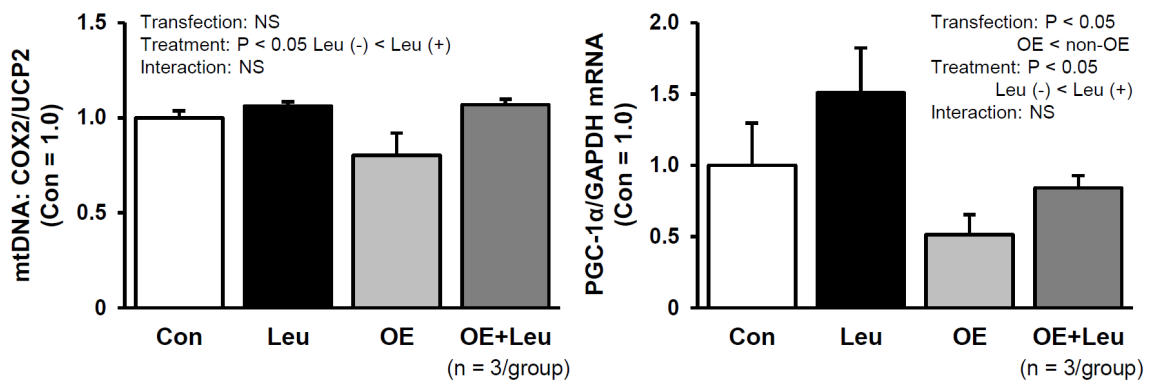 mtDNA: COX2/UCP2
(Con = 1.0)
1.5
1.0
0.5
0
Transfection: NS
Treatment: P < 0.05 Leu (-) < Leu (+)
Interaction: NS
Con
Leu
OE
OE+Leu
(n = 3/group)
PGC-1α/GAPDH mRNA
(Con = 1.0)
2.0
1.5
1.0
0.5
0
Transfection: P < 0.05
OE < non-OE
Treatment: P < 0.05
Leu (-) < Leu (+)
Interaction: NS
Con
Leu
OE
OE+Leu
(n = 3/group)